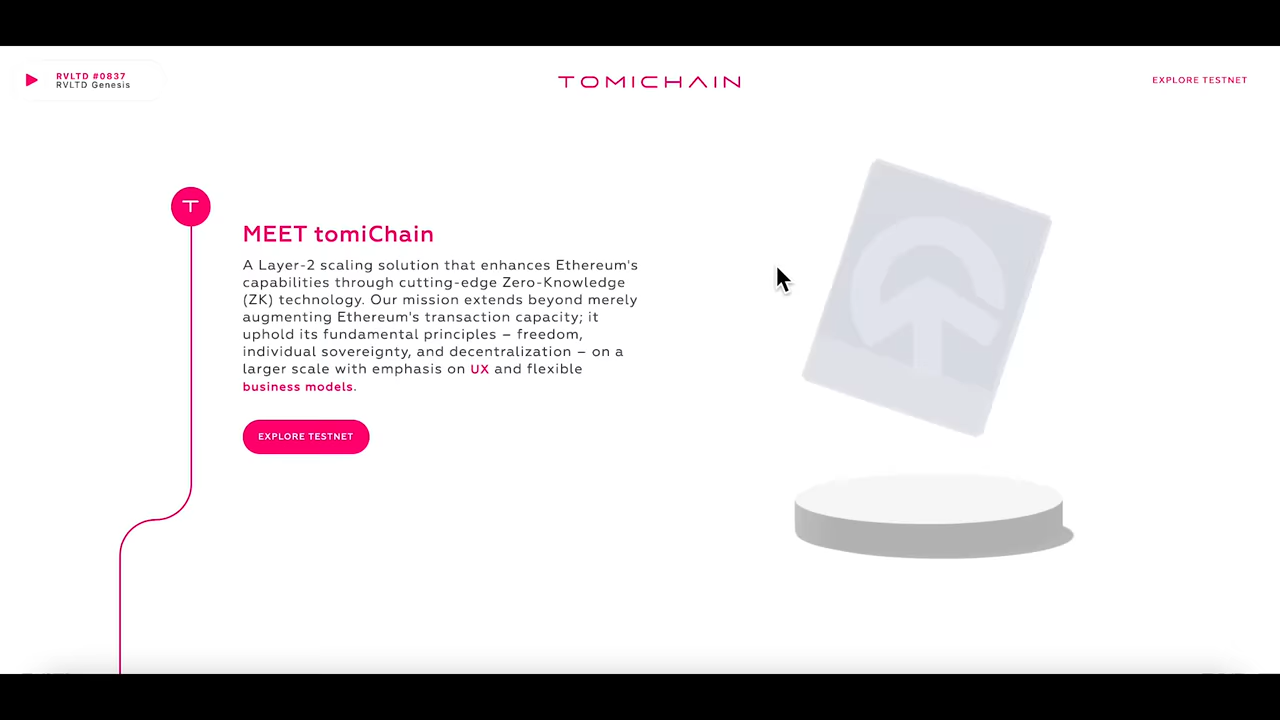 RVLTD #0837
RVLTD Genesis
TOMICHAIN
EXPLORE TESTNET
T
MEET tomiChain
A Layer-2 scaling solution that enhances Ethereum's
capabilities through cutting-edge Zero-Knowledge
(ZK) technology. Our mission extends beyond merely
augmenting Ethereum's transaction capacity; it
uphold its fundamental principles – freedom,
individual sovereignty, and decentralization – on a
larger scale with emphasis on UX and flexible
business models.
EXPLORE TESTNET